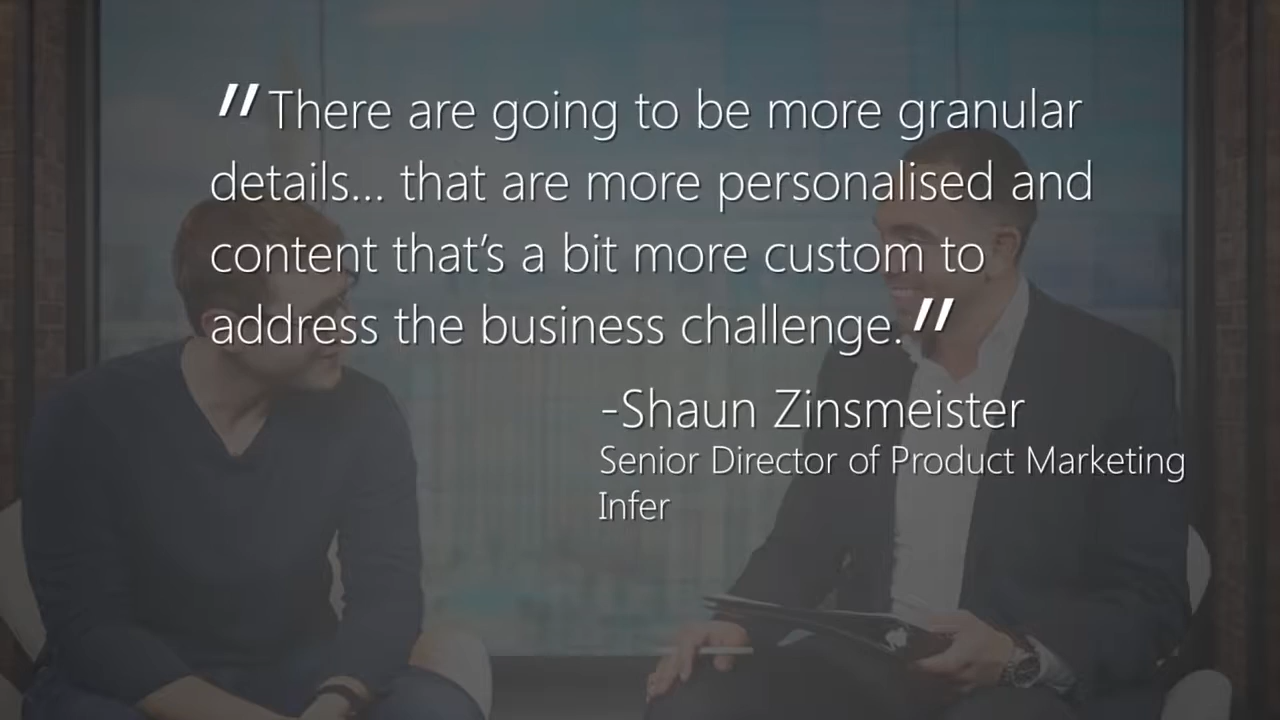 "There are going to be more granular
details... that are more personalised and
content that's a bit more custom to
address the business challenge."
-Shaun Zinsmeister
Senior Director of Product Marketing
Infer